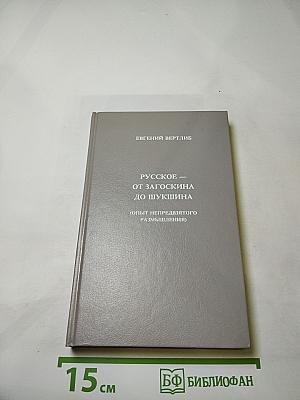 ЕВГЕНИЙ ВЕРТЛИБ
РУССКОЕ —
ОТ ЗАГОСКИНА
ДО ШУКШИНА
(ОПЫТ НЕПРЕДВЗЯТОГО
РАЗМЫШЛЕНИЯ)
15 см
БФ БИБЛИОФАН